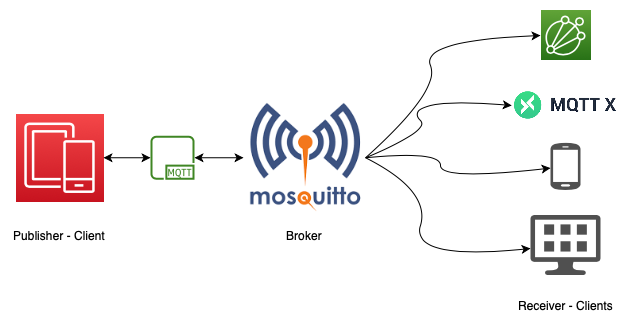 MQTT X
MQTT
mosquitto
Publisher - Client
Broker
Receiver - Clients